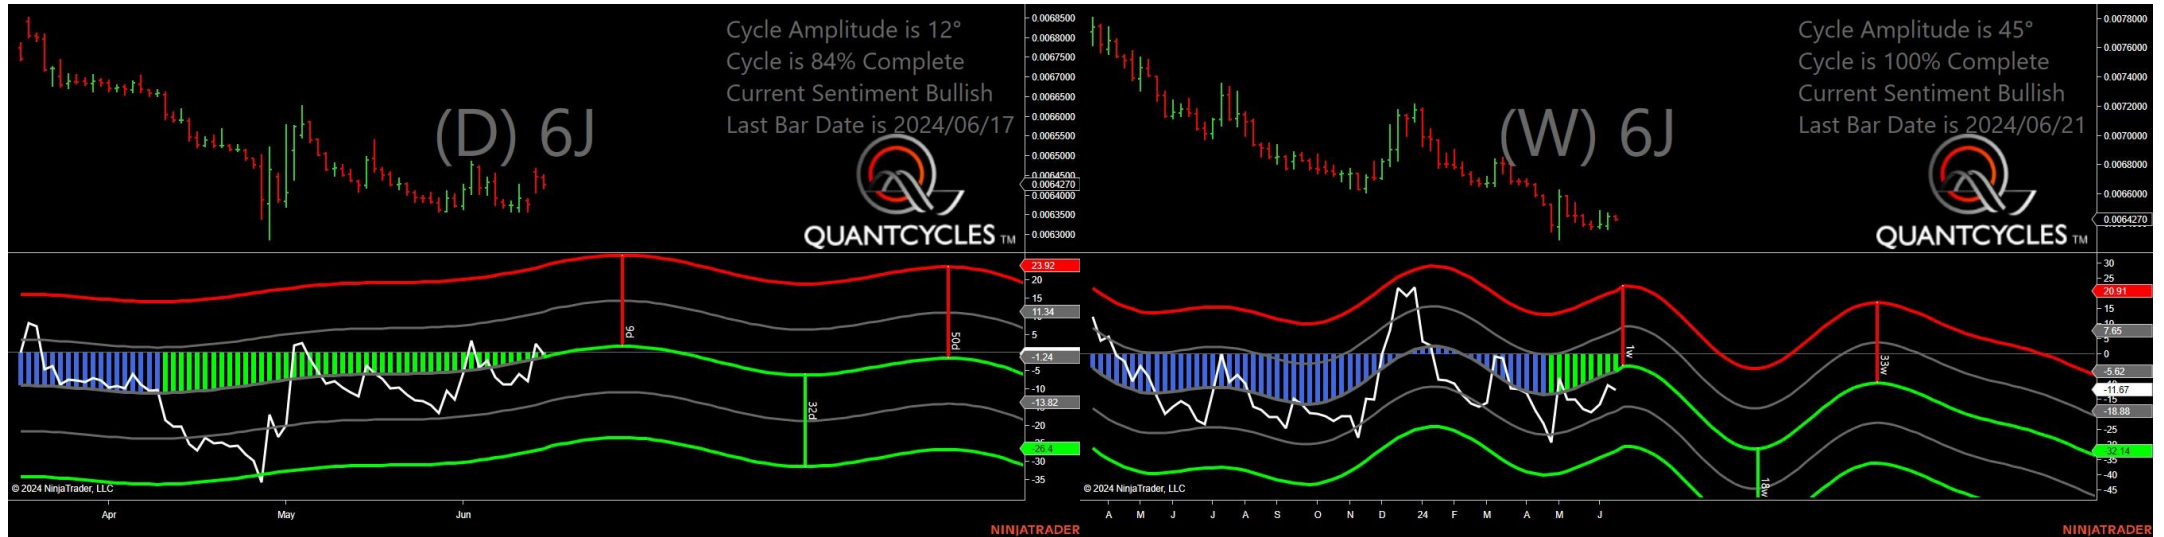 Cycle Amplitude is 12°
Cycle is 84% Complete
Current Sentiment Bullish
Last Bar Date is 2024/06/17
(D) 6J
QUANTCYCLES TM
0.0068500
0.0068000
0.0067500
0.0067000
0.0066500
0.0066000
0.0065500
0.0065000
0.0064500
0.0064270
0.0064000
0.0063500
0.0063000
23.92
20
15
11.34
5
-1.24
-5
-10
-13.82
-20
-26.4
-30
-35
9d
32d
50d
© 2024 NinjaTrader, LLC
Apr May Jun
NINJATRADER
Cycle Amplitude is 45°
Cycle is 100% Complete
Current Sentiment Bullish
Last Bar Date is 2024/06/21
(W) 6J
QUANTCYCLES TM
0.0078000
0.0076000
0.0074000
0.0072000
0.0070000
0.0068000
0.0066000
0.0064270
30
25
20.91
15
10
7.65
5
0
-5.62
-11.67
-15
-18.88
-25
-32.14
-35
-40
-45
1w
18w
33w
© 2024 NinjaTrader, LLC
A M J J A S O N D 24 F M A M J
NINJATRADER